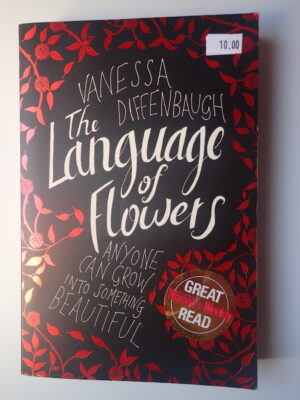 10.00
VANESSA
DIFFENBAUGH
The
Language
of
Flowers
ANYONE
CAN GROW
INTO SOMETHING
BEAUTIFUL
GREAT
READ